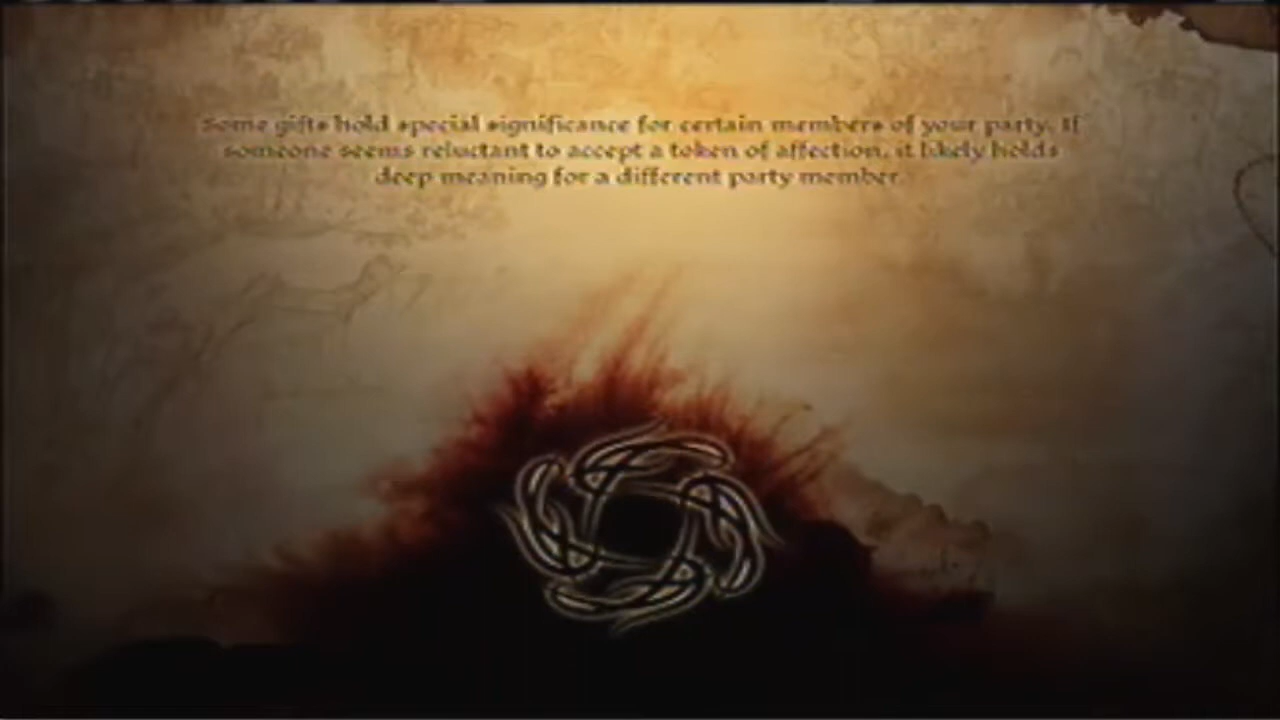 Some gifts hold special significance for certain members of your party. If
someone seems reluctant to accept a token of affection, it likely holds
deep meaning for a different party member.